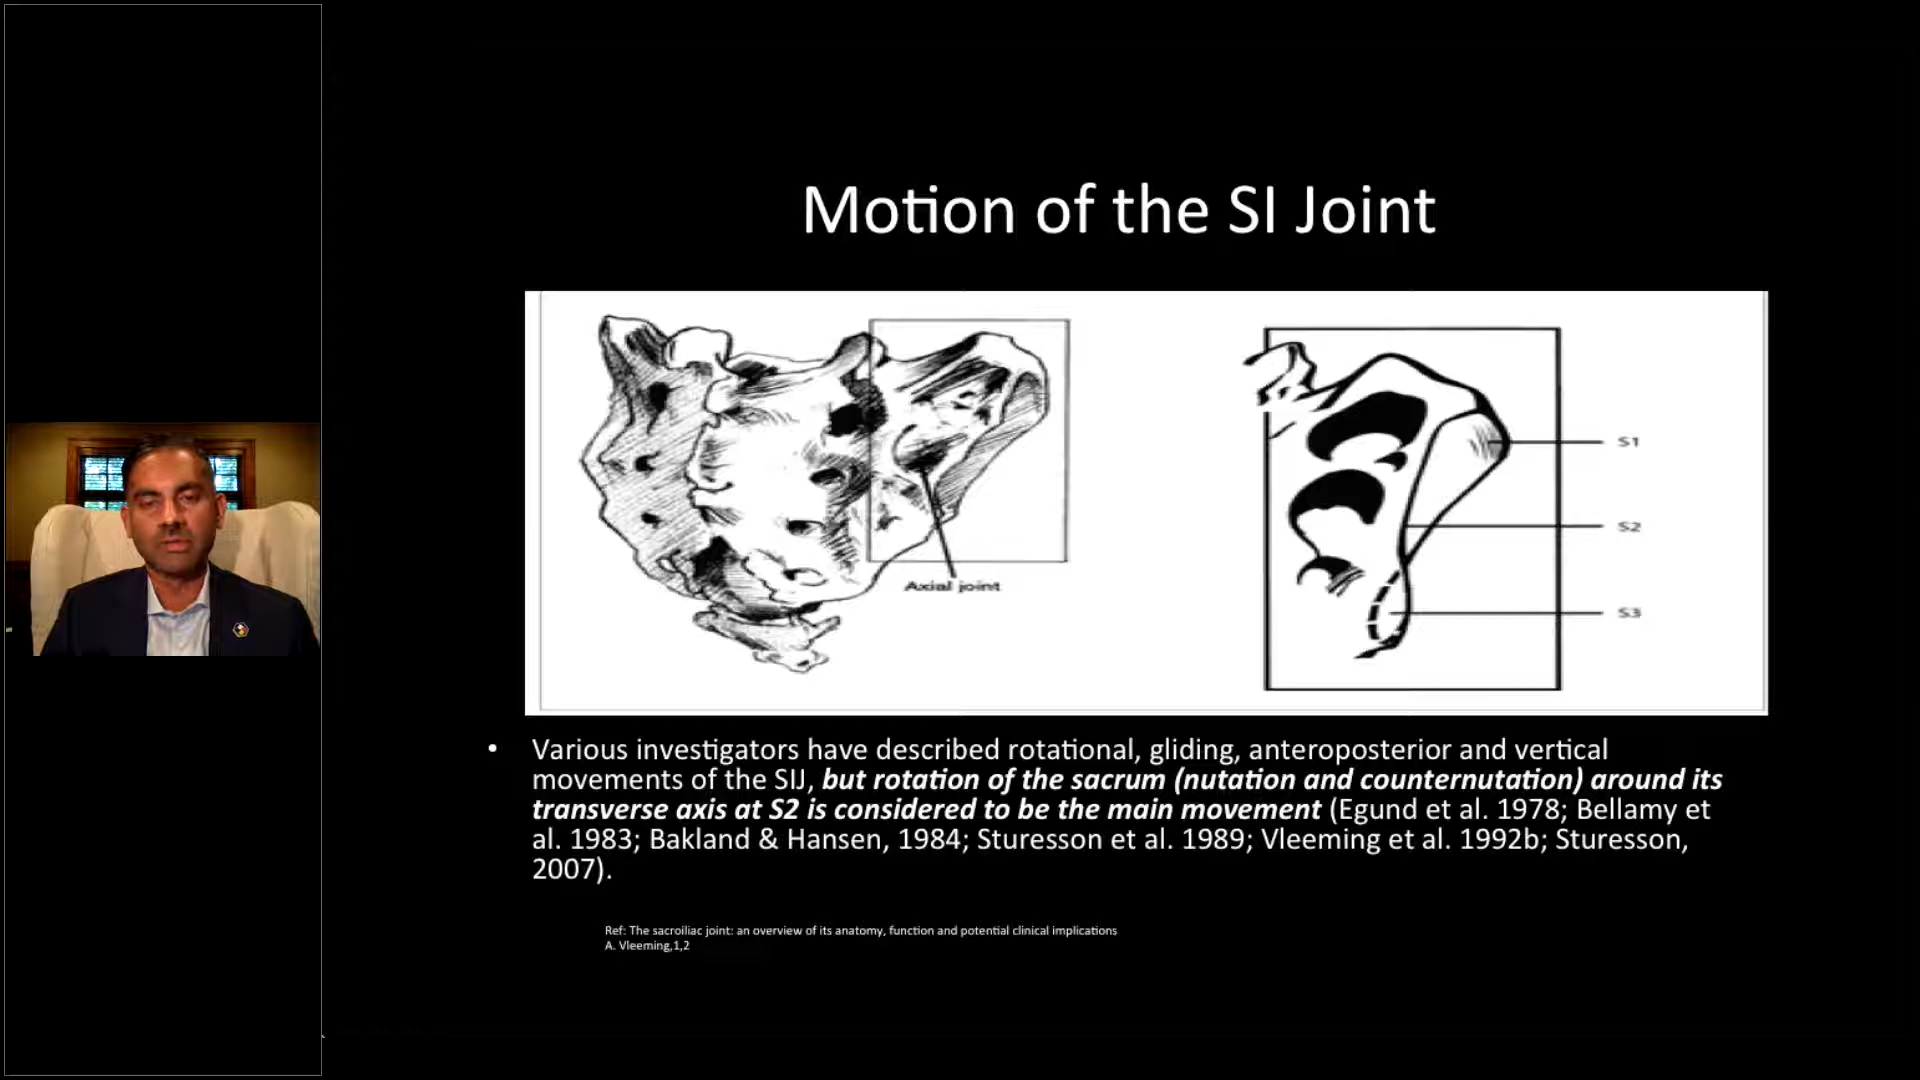 Motion of the SI Joint
Axial joint
S1
S2
S3
• Various investigators have described rotational, gliding, anteroposterior and vertical
movements of the SIJ, but rotation of the sacrum (nutation and counternutation) around its
transverse axis at S2 is considered to be the main movement (Egund et al. 1978; Bellamy et
al. 1983; Bakland & Hansen, 1984; Sturesson et al. 1989; Vleeming et al. 1992b; Sturesson,
2007).
Ref: The sacroiliac joint: an overview of its anatomy, function and potential clinical implications
A. Vleeming,1,2